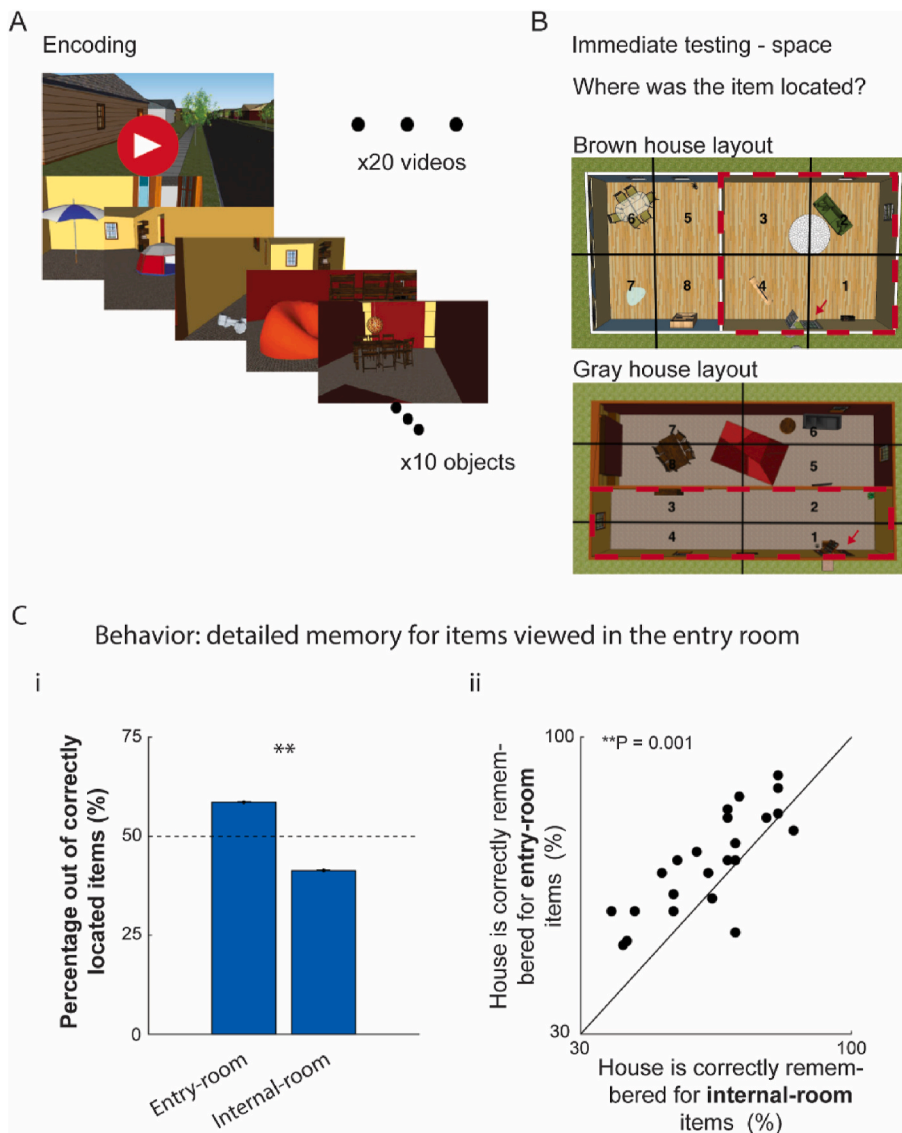 A
Encoding
x20 videos
x10 objects
B
Immediate testing - space
Where was the item located?
Brown house layout
6
5
3
2
7
8
4
1
Gray house layout
7
6
8
5
3
2
4
1
C
Behavior: detailed memory for items viewed in the entry room
i
Percentage out of correctly
located items (%)
75
50
25
0
**
Entry-room
Internal-room
ii
House is correctly remem-
bered for entry-room
items (%)
100
30
**P = 0.001
30
100
House is correctly remem-
bered for internal-room
items (%)